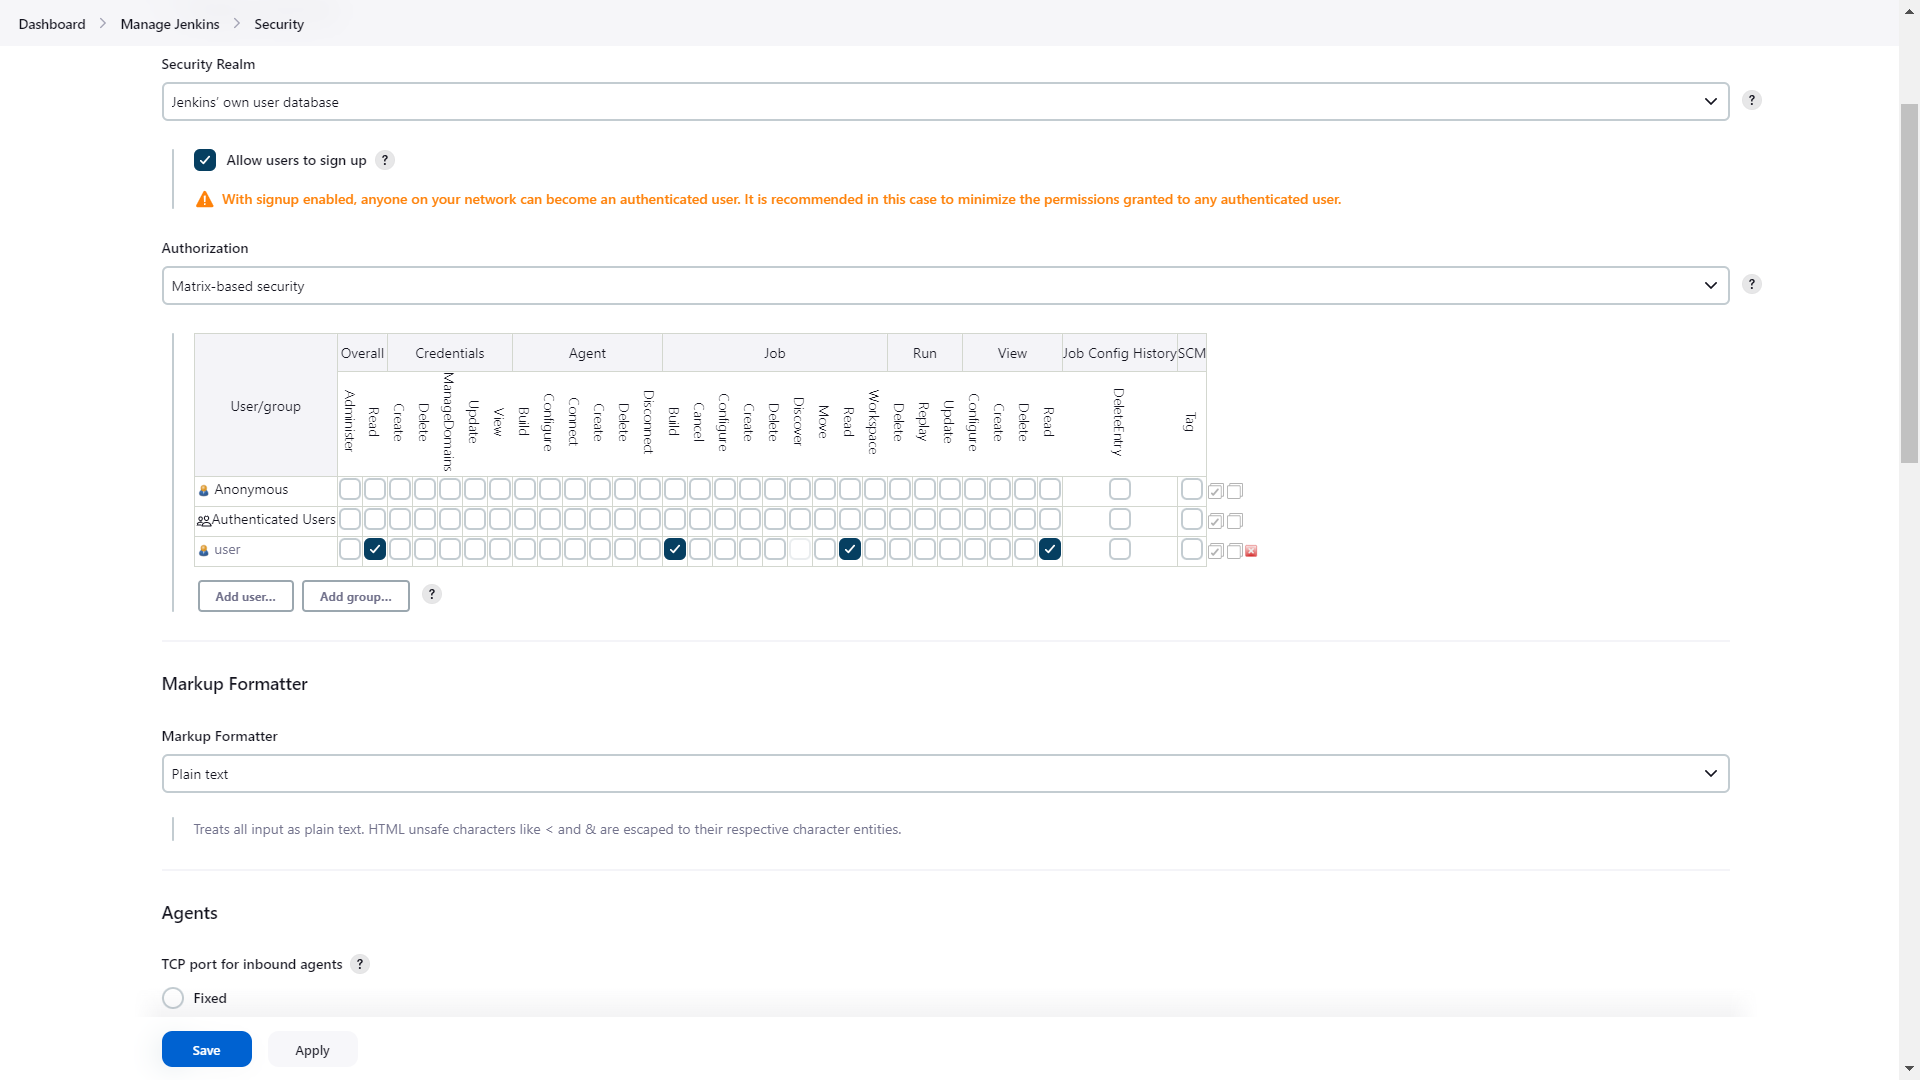 Dashboard > Manage Jenkins > Security
Security Realm
Jenkins' own user database
?
Allow users to sign up ?
With signup enabled, anyone on your network can become an authenticated user. It is recommended in this case to minimize the permissions granted to any authenticated user.
Authorization
Matrix-based security
?
User/group Overall Credentials Agent Job Run View Job Config History SCM
Administer Read Create Delete ManageDomains Update View Build Configure Connect Create Delete Disconnect Build Cancel Configure Create Delete Discover Move Read Workspace Delete Replay Update Configure Create Delete Read DeleteEntry Tag
Anonymous
Authenticated Users
user
Add user... Add group... ?
Markup Formatter
Markup Formatter
Plain text
Treats all input as plain text. HTML unsafe characters like < and & are escaped to their respective character entities.
Agents
TCP port for inbound agents ?
Fixed
Save Apply